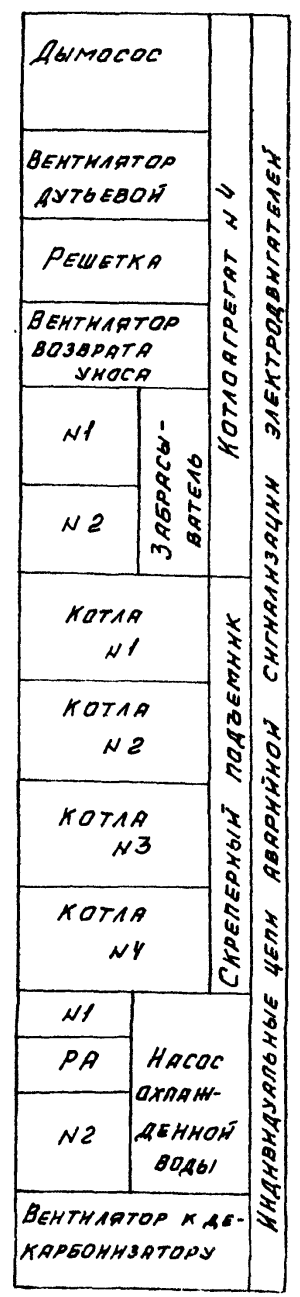 Дымосос
Вентилятор
дутьевой
Решетка
Вентилятор
возврата
уноса
N1
N2
Забрасы-
ватель
Котлоагрегат N4
Котла
N1
Котла
N2
Котла
N3
Котла
N4
Скреперный подъемник
N1
РА
N2
Насос
охлаж-
денной
воды
Вентилятор к де-
карбонизатору
Индивидуальные цепи аварийной сигнализации электродвигателей